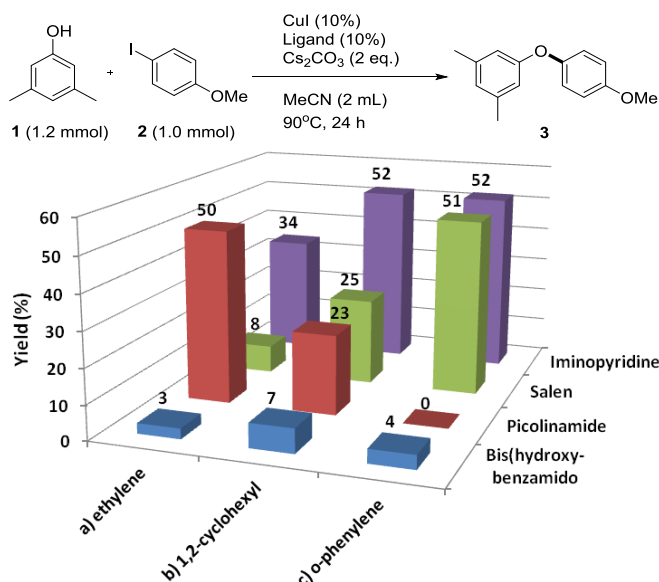 OH
1 (1.2 mmol)
+
I
OMe
2 (1.0 mmol)
CuI (10%)
Ligand (10%)
Cs₂CO₃ (2 eq.)
MeCN (2 mL)
90°C, 24 h
O
OMe
3
Yield (%)
60
50
40
30
20
10
0
50
34
52
52
51
8
25
23
3
7
4
0
Iminopyridine
Salen
Picolinamide
Bis(hydroxy-
benzamido
a) ethylene
b) 1,2-cyclohexyl
c) o-phenylene